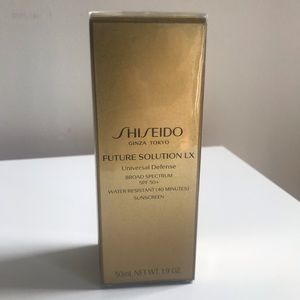 SHISEIDO
GINZA TOKYO
FUTURE SOLUTION LX
Universal Defense
BROAD SPECTRUM
SPF 50+
WATER RESISTANT (40 MINUTES)
SUNSCREEN
50mL NET WT. 1.9 OZ.